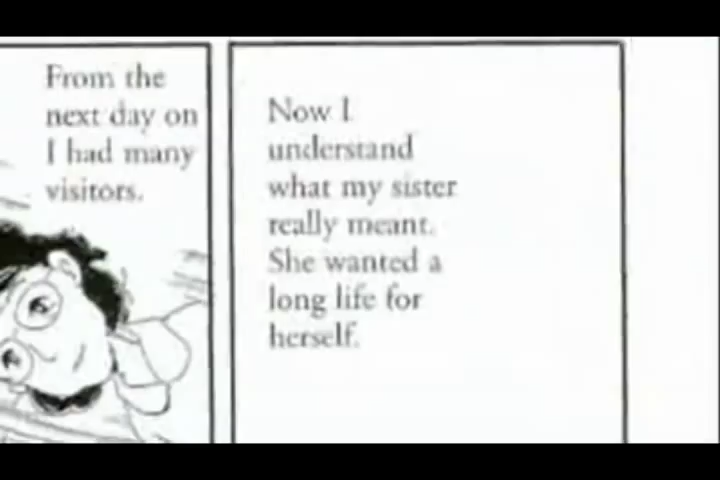 From the
next day on
I had many
visitors.
Now I
understand
what my sister
really meant.
She wanted a
long life for
herself.